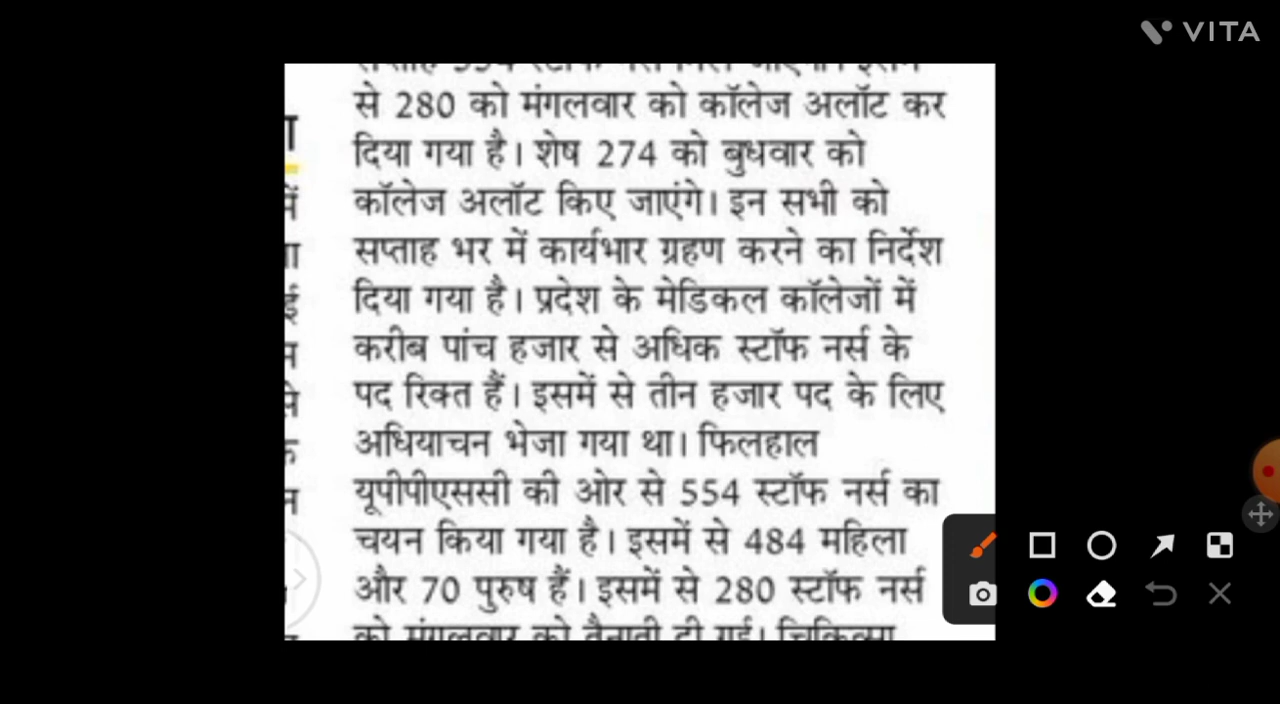 VITA
से 280 को मंगलवार को कॉलेज अलॉट कर
दिया गया है। शेष 274 को बुधवार को
कॉलेज अलॉट किए जाएंगे। इन सभी को
सप्ताह भर में कार्यभार ग्रहण करने का निर्देश
दिया गया है। प्रदेश के मेडिकल कॉलेजों में
करीब पांच हजार से अधिक स्टॉफ नर्स के
पद रिक्त हैं। इसमें से तीन हजार पद के लिए
अधियाचन भेजा गया था। फिलहाल
यूपीपीएससी की ओर से 554 स्टॉफ नर्स का
चयन किया गया है। इसमें से 484 महिला
और 70 पुरुष हैं। इसमें से 280 स्टॉफ नर्स
को मंगलवार को तैनाती दी गई। चिकित्सा